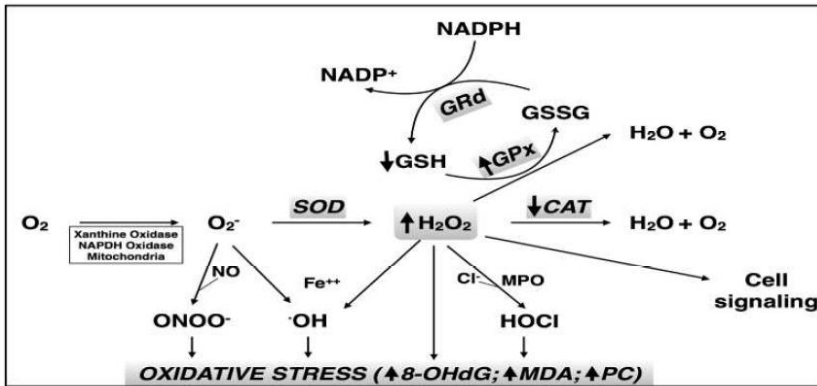 NADPH
NADP⁺
GRd
GSSG
↓GSH
↑GPx
H₂O + O₂
O₂
Xanthine Oxidase
NAPDH Oxidase
Mitochondria
O₂⁻
SOD
↑H₂O₂
↓CAT
H₂O + O₂
NO
Fe⁺⁺
Cl⁻
MPO
Cell
signaling
ONOO⁻
·OH
HOCl
OXIDATIVE STRESS (↑8-OHdG; ↑MDA; ↑PC)